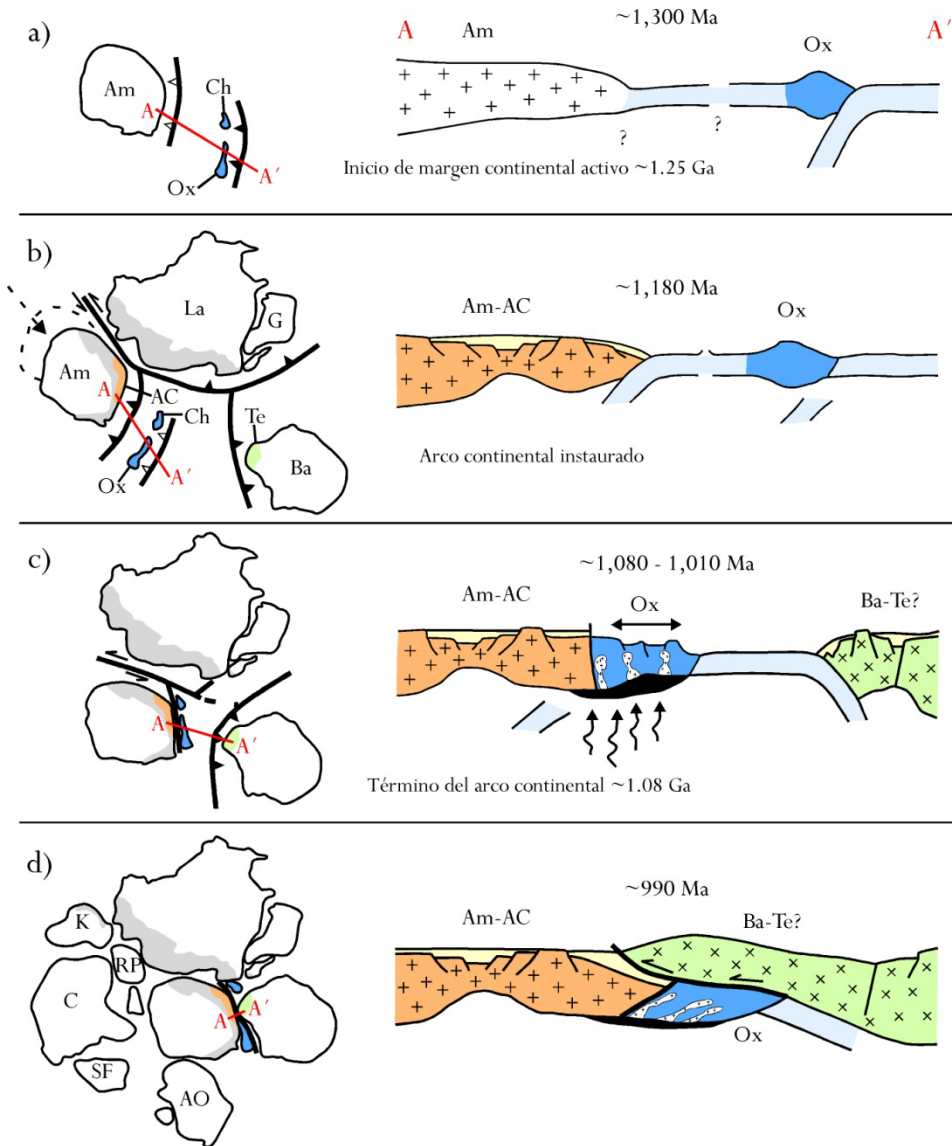 a)
Am
Ch
A
A'
Ox
A
Am
~1,300 Ma
Ox
A'
?
?
Inicio de margen continental activo ~1.25 Ga
b)
La
G
Am
A
AC
Ch
Te
Ba
Ox
A'
~1,180 Ma
Am-AC
Ox
Arco continental instaurado
c)
A
A'
~1,080 - 1,010 Ma
Am-AC
Ox
Ba-Te?
Término del arco continental ~1.08 Ga
d)
K
RP
C
A
A'
SF
AO
~990 Ma
Am-AC
Ba-Te?
Ox